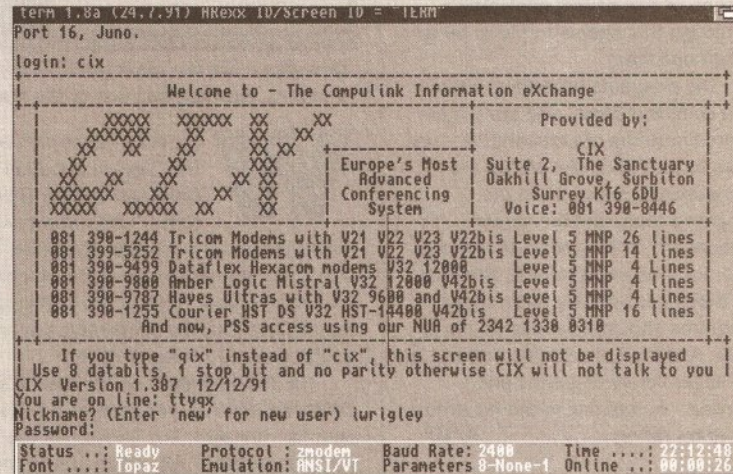 term 1.8a (24.7.91) ARexx ID/Screen ID = "TERM"
Port 16, Juno.
login: cix
Welcome to - The Compulink Information eXchange
Provided by:
CIX
Suite 2, The Sanctuary
Oakhill Grove, Surbiton
Surrey KT6 6DU
Voice: 081 390-8446
Europe's Most
Advanced
Conferencing
System
081 390-1244 Tricom Modems with V21 V22 V23 V22bis Level 5 MNP 26 lines
081 399-5252 Tricom Modems with V21 V22 V23 V22bis Level 5 MNP 14 lines
081 390-9499 Dataflex Hexacom modems V32 12000 Level 5 MNP 4 Lines
081 390-9800 Amber Logic Mistral V32 12000 V42bis Level 5 MNP 4 lines
081 390-9787 Hayes Ultras with V32 9600 and V42bis Level 5 MNP 4 lines
081 390-1255 Courier HST DS V32 HST-14400 V42bis Level 5 MNP 16 lines
And now, PSS access using our NUA of 2342 1330 0310
If you type "qix" instead of "cix", this screen will not be displayed
Use 8 databits, 1 stop bit and no parity otherwise CIX will not talk to you
CIX Version 1.387 12/12/91
You are on line: ttyqx
Nickname? (Enter 'new' for new user) iwrigley
Password:
Status ..: Ready Protocol : zmodem Baud Rate: 2400 Time ....: 22:12:48
Font ....: Topaz Emulation: ANSI/VT Parameters 8-None-1 Online ..: 00:00:26